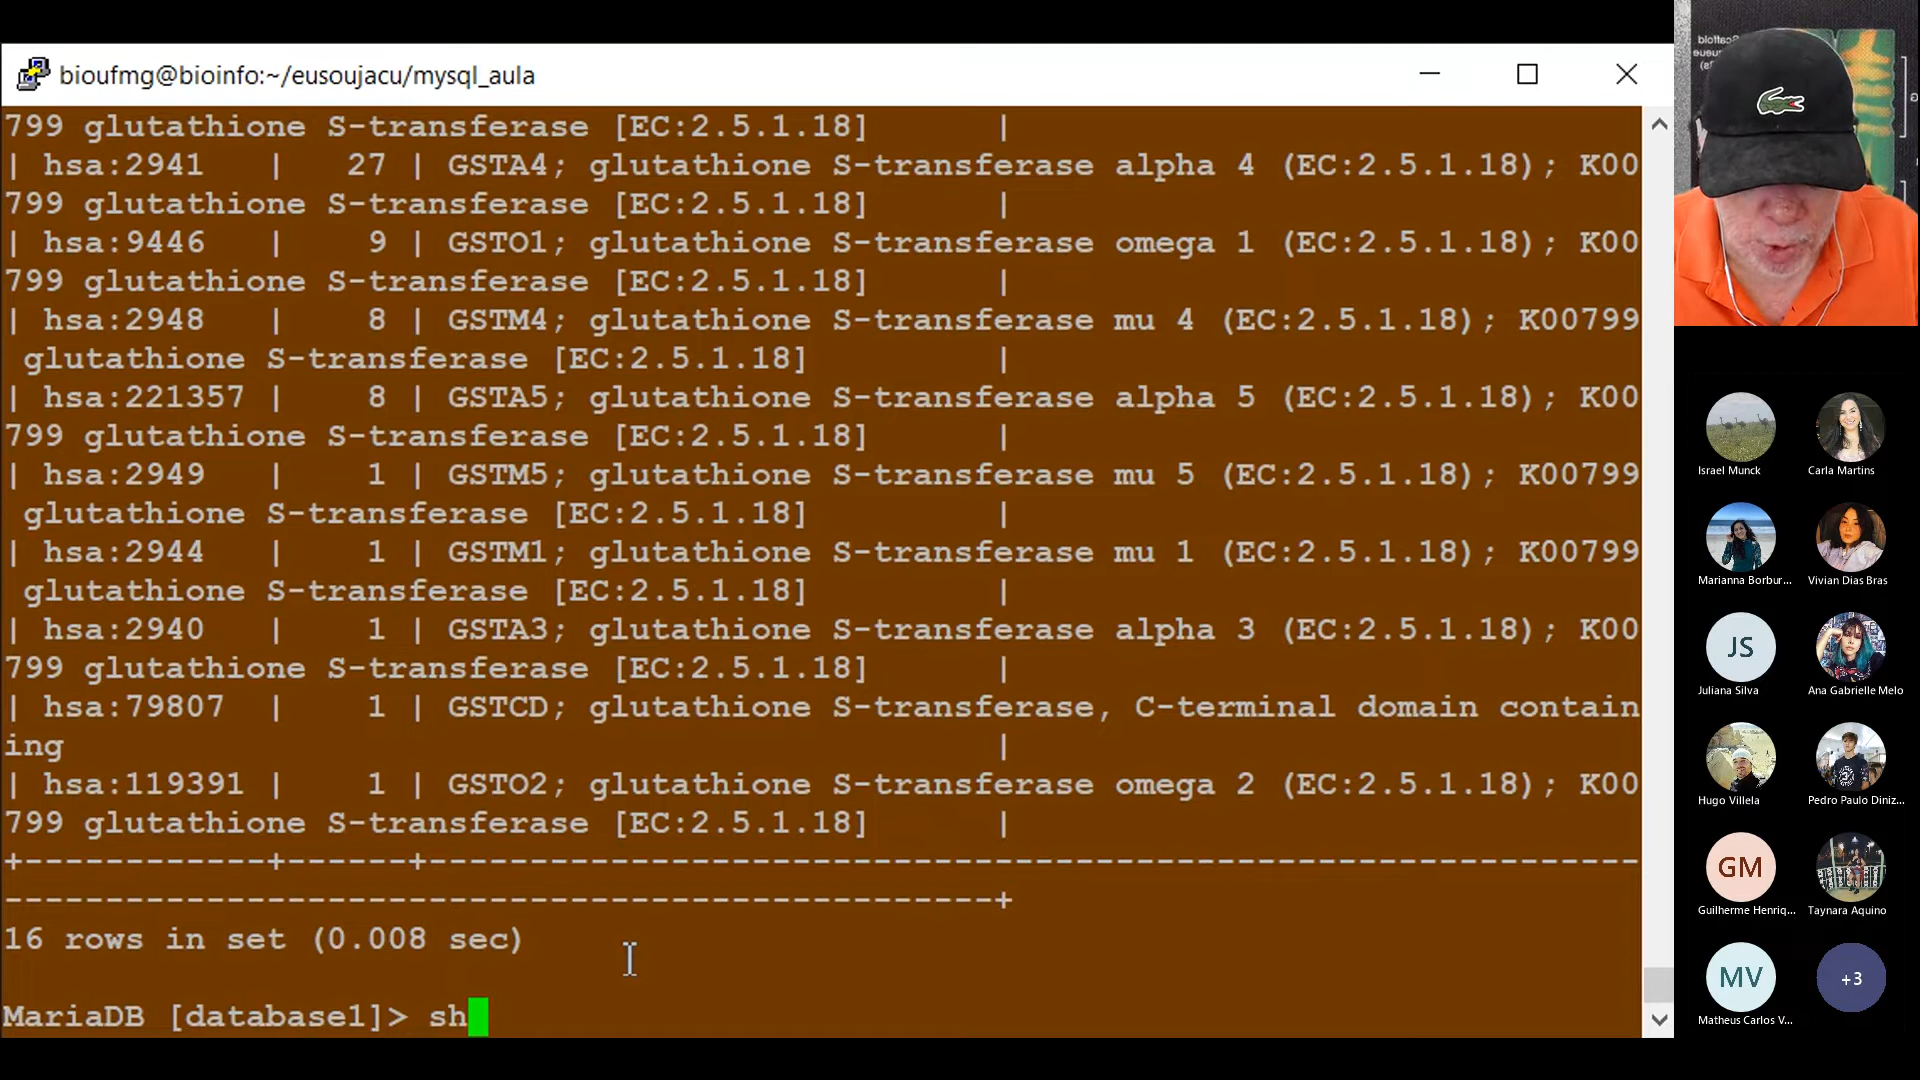 bioufmg@bioinfo:~/eusoujacu/mysql_aula
799 glutathione S-transferase [EC:2.5.1.18]       |
| hsa:2941   |   27 | GSTA4; glutathione S-transferase alpha 4 (EC:2.5.1.18); K00
799 glutathione S-transferase [EC:2.5.1.18]       |
| hsa:9446   |    9 | GSTO1; glutathione S-transferase omega 1 (EC:2.5.1.18); K00
799 glutathione S-transferase [EC:2.5.1.18]       |
| hsa:2948   |    8 | GSTM4; glutathione S-transferase mu 4 (EC:2.5.1.18); K00799
 glutathione S-transferase [EC:2.5.1.18]          |
| hsa:221357 |    8 | GSTA5; glutathione S-transferase alpha 5 (EC:2.5.1.18); K00
799 glutathione S-transferase [EC:2.5.1.18]       |
| hsa:2949   |    1 | GSTM5; glutathione S-transferase mu 5 (EC:2.5.1.18); K00799
 glutathione S-transferase [EC:2.5.1.18]          |
| hsa:2944   |    1 | GSTM1; glutathione S-transferase mu 1 (EC:2.5.1.18); K00799
 glutathione S-transferase [EC:2.5.1.18]          |
| hsa:2940   |    1 | GSTA3; glutathione S-transferase alpha 3 (EC:2.5.1.18); K00
799 glutathione S-transferase [EC:2.5.1.18]       |
| hsa:79807  |    1 | GSTCD; glutathione S-transferase, C-terminal domain contain
ing                                               |
| hsa:119391 |    1 | GSTO2; glutathione S-transferase omega 2 (EC:2.5.1.18); K00
799 glutathione S-transferase [EC:2.5.1.18]       |
+------------+------+------------------------------------------------------------
-------------------------------------------------+
16 rows in set (0.008 sec)
MariaDB [database1]> sh
Israel Munck
Carla Martins
Marianna Borbur...
Vivian Dias Bras
JS
Juliana Silva
Ana Gabrielle Melo
Hugo Villela
Pedro Paulo Diniz...
GM
Guilherme Henriq...
Taynara Aquino
MV
Matheus Carlos V...
+3